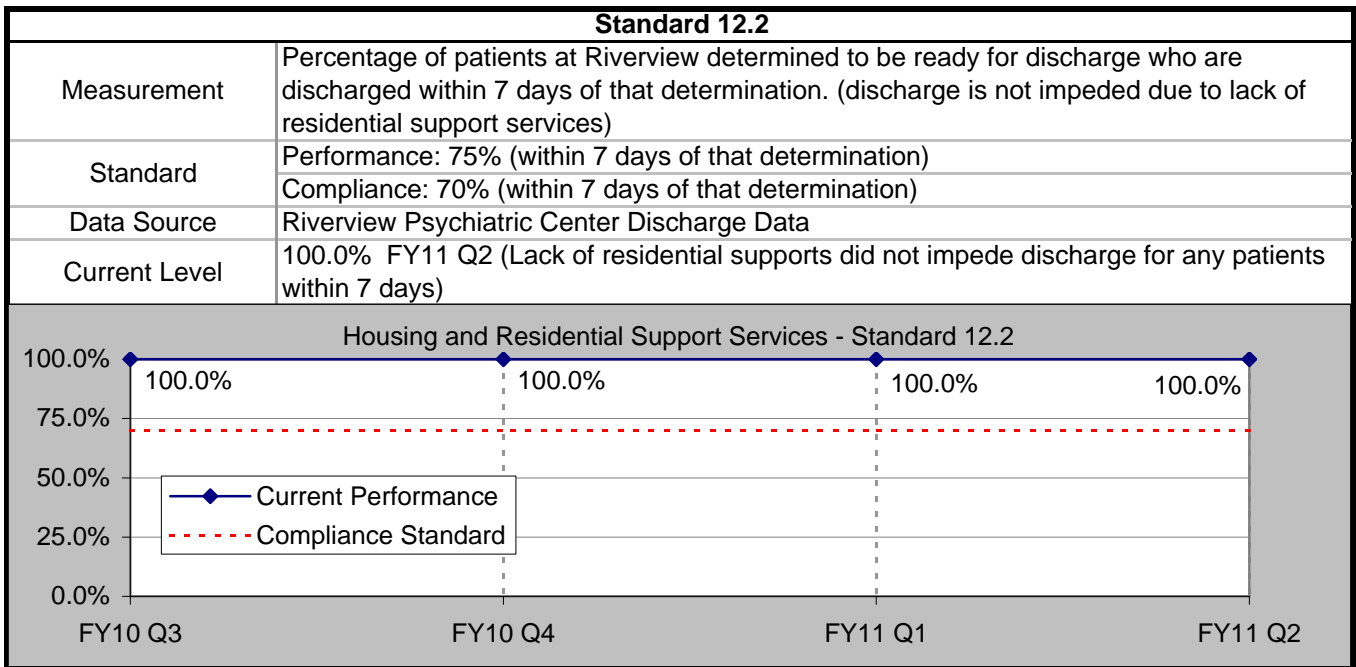 Standard 12.2
Measurement
Percentage of patients at Riverview determined to be ready for discharge who are
discharged within 7 days of that determination. (discharge is not impeded due to lack of
residential support services)
Standard
Performance: 75% (within 7 days of that determination)
Compliance: 70% (within 7 days of that determination)
Data Source
Riverview Psychiatric Center Discharge Data
Current Level
100.0%  FY11 Q2 (Lack of residential supports did not impede discharge for any patients
within 7 days)
Housing and Residential Support Services - Standard 12.2
100.0%
75.0%
50.0%
25.0%
0.0%
100.0%
100.0%
100.0%
100.0%
Current Performance
Compliance Standard
FY10 Q3
FY10 Q4
FY11 Q1
FY11 Q2